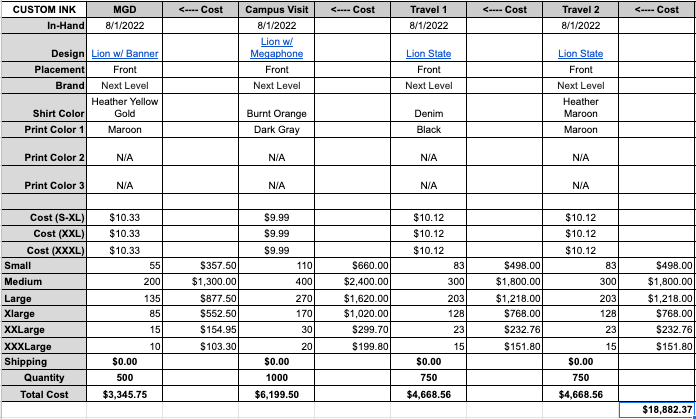 CUSTOM INK MGD <---- Cost Campus Visit <---- Cost Travel 1 <---- Cost Travel 2 <---- Cost
In-Hand 8/1/2022 8/1/2022 8/1/2022 8/1/2022
Lion w/
Design Lion w/ Banner Megaphone Lion State Lion State
Placement Front Front Front Front
Brand Next Level Next Level Next Level Next Level
Heather Yellow Heather
Shirt Color Gold Burnt Orange Denim Maroon
Print Color 1 Maroon Dark Gray Black Maroon
Print Color 2 N/A N/A N/A N/A
Print Color 3 N/A N/A N/A N/A
Cost (S-XL) $10.33 $9.99 $10.12 $10.12
Cost (XXL) $10.33 $9.99 $10.12 $10.12
Cost (XXXL) $10.33 $9.99 $10.12 $10.12
Small 55 $357.50 110 $660.00 83 $498.00 83 $498.00
Medium 200 $1,300.00 400 $2,400.00 300 $1,800.00 300 $1,800.00
Large 135 $877.50 270 $1,620.00 203 $1,218.00 203 $1,218.00
Xlarge 85 $552.50 170 $1,020.00 128 $768.00 128 $768.00
XXLarge 15 $154.95 30 $299.70 23 $232.76 23 $232.76
XXXLarge 10 $103.30 20 $199.80 15 $151.80 15 $151.80
Shipping $0.00 $0.00 $0.00 $0.00
Quantity 500 1000 750 750
Total Cost $3,345.75 $6,199.50 $4,668.56 $4,668.56
$18,882.37